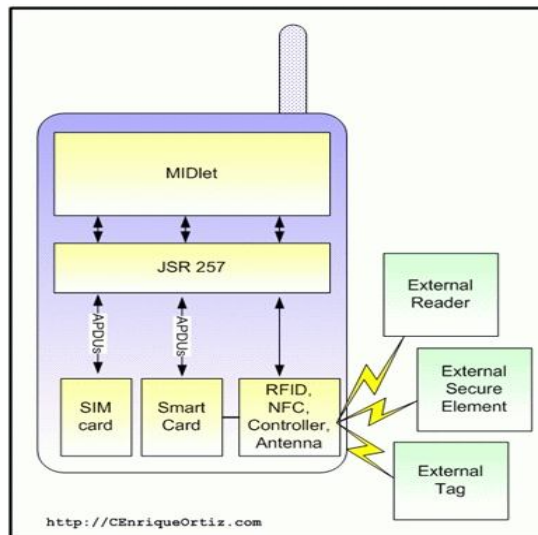 MIDlet
JSR 257
APDUs
APDUs
External
Reader
External
Secure
Element
SIM
card
Smart
Card
RFID,
NFC,
Controller,
Antenna
External
Tag
http://CEnriqueOrtiz.com